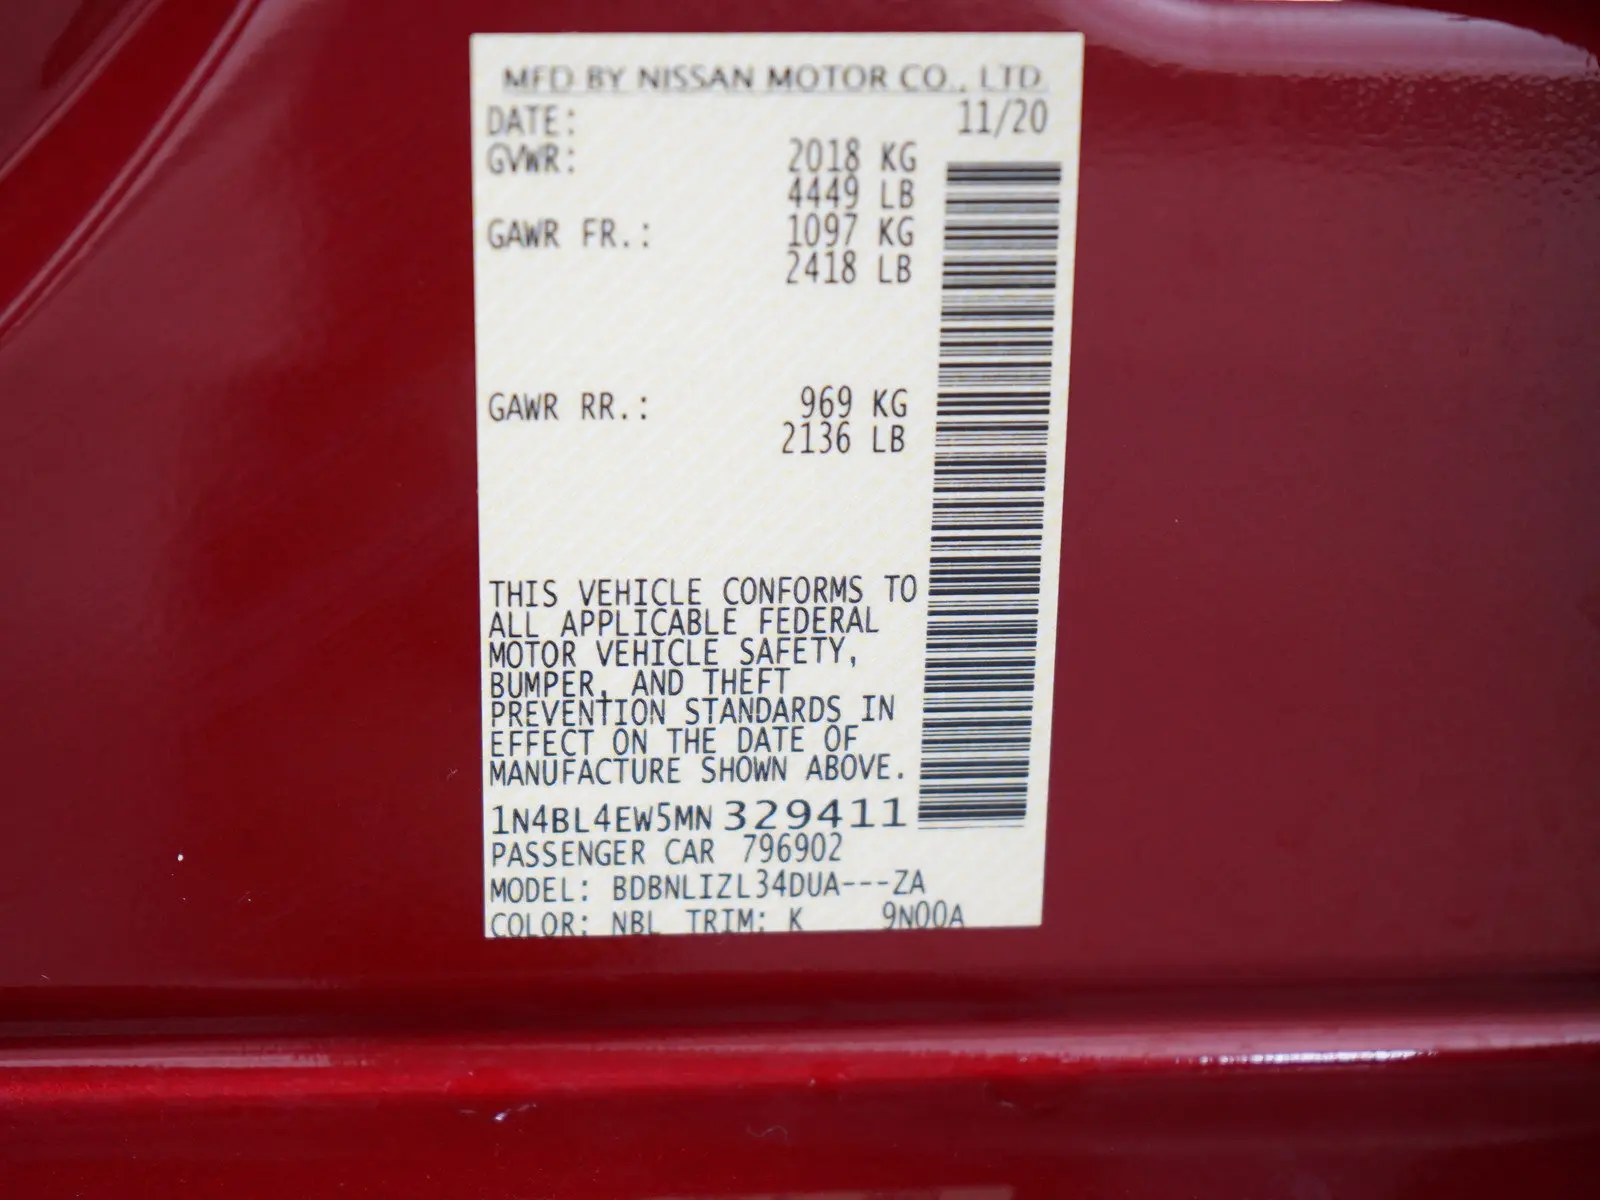 MFD BY NISSAN MOTOR CO., LTD.
DATE: 11/20
GVWR: 2018 KG
4449 LB
GAWR FR.: 1097 KG
2418 LB
GAWR RR.: 969 KG
2136 LB
THIS VEHICLE CONFORMS TO
ALL APPLICABLE FEDERAL
MOTOR VEHICLE SAFETY,
BUMPER, AND THEFT
PREVENTION STANDARDS IN
EFFECT ON THE DATE OF
MANUFACTURE SHOWN ABOVE.
1N4BL4EW5MN329411
PASSENGER CAR 796902
MODEL: BDBNLIZL34DUA---ZA
COLOR: NBL TRIM: K 9N00A